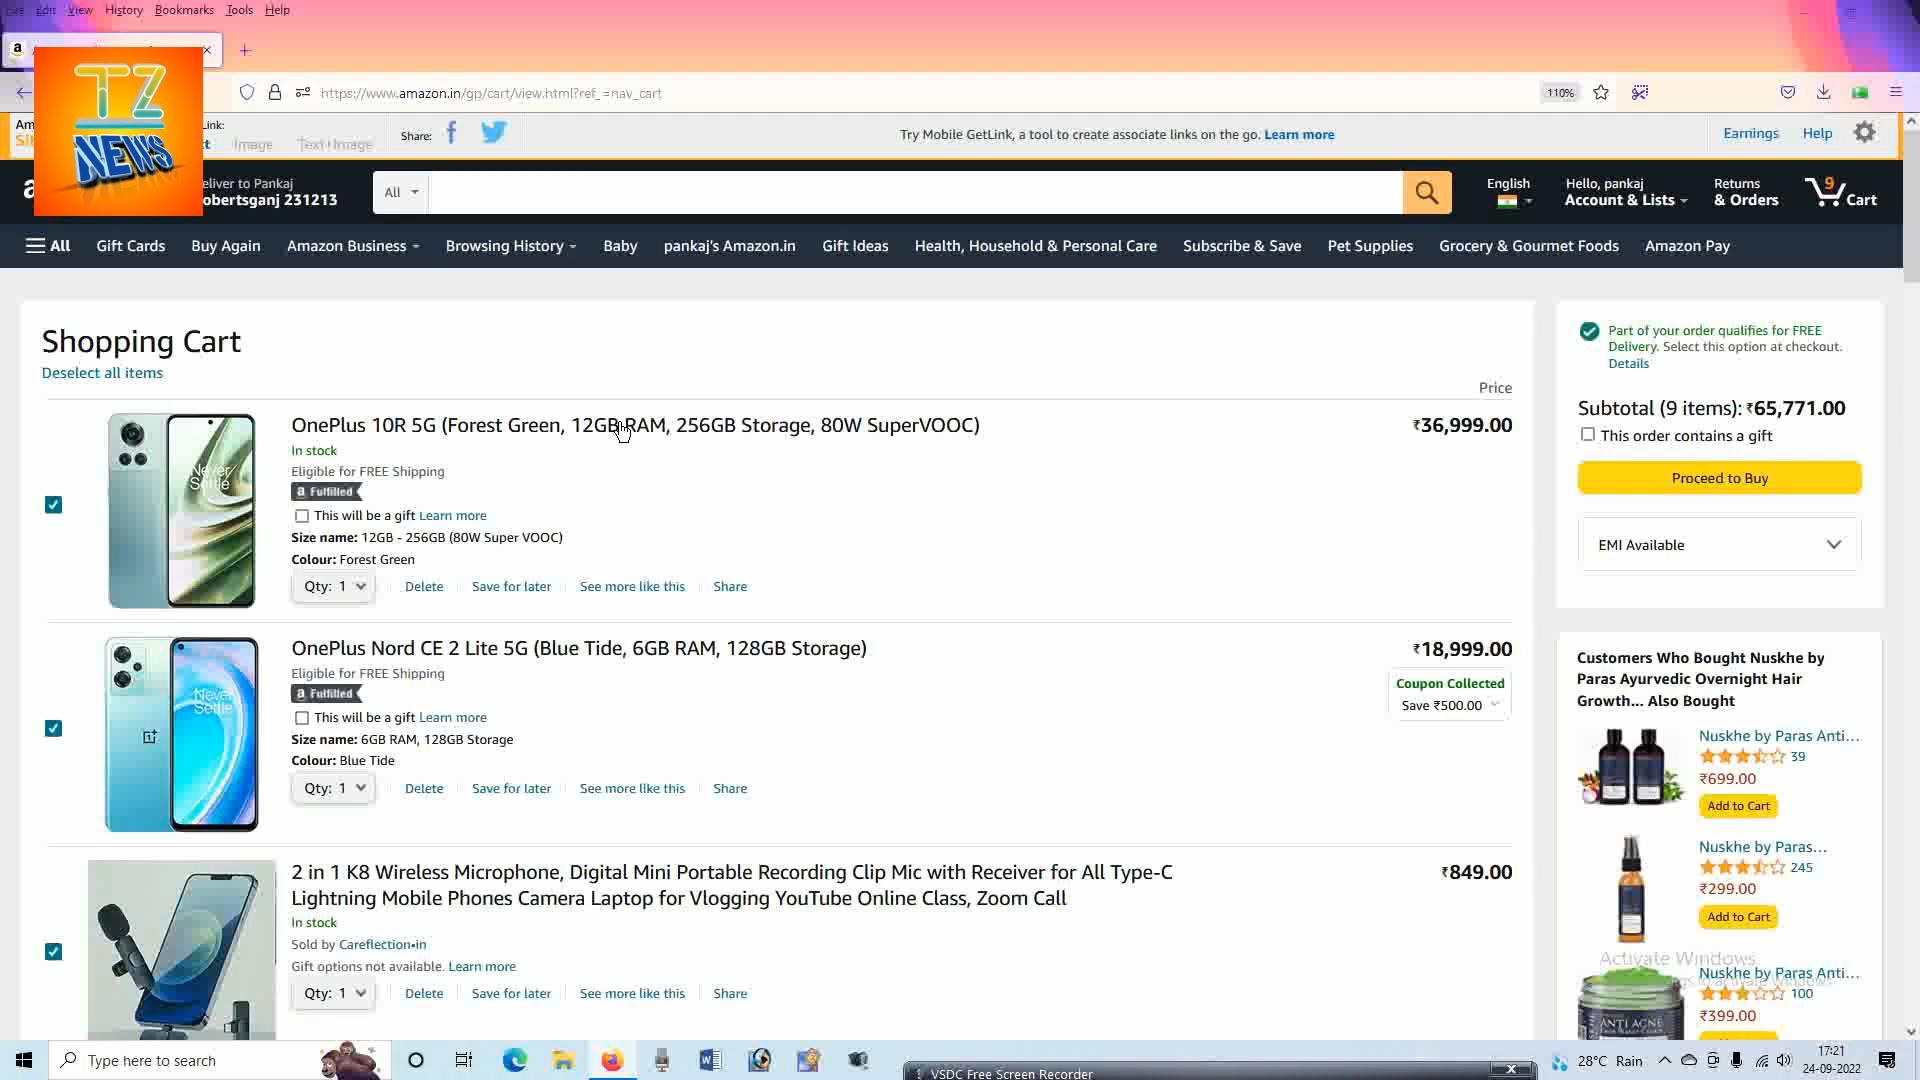 Edit View History Bookmarks Tools Help
https://www.amazon.in/gp/cart/view.html?ref_=nav_cart
110%
TZ
NEWS
Link:
Image Text+Image
Share:
Try Mobile GetLink, a tool to create associate links on the go. Learn more
Earnings Help
eliver to Pankaj
obertsganj 231213
All
English
Hello, pankaj
Account & Lists
Returns
& Orders
9
Cart
All Gift Cards Buy Again Amazon Business Browsing History Baby pankaj's Amazon.in Gift Ideas Health, Household & Personal Care Subscribe & Save Pet Supplies Grocery & Gourmet Foods Amazon Pay
Shopping Cart
Deselect all items
Price
OnePlus 10R 5G (Forest Green, 12GB RAM, 256GB Storage, 80W SuperVOOC)
₹36,999.00
In stock
Eligible for FREE Shipping
a Fulfilled
This will be a gift Learn more
Size name: 12GB - 256GB (80W Super VOOC)
Colour: Forest Green
Qty: 1 Delete Save for later See more like this Share
Never
Settle
OnePlus Nord CE 2 Lite 5G (Blue Tide, 6GB RAM, 128GB Storage)
₹18,999.00
Coupon Collected
Save ₹500.00
Eligible for FREE Shipping
a Fulfilled
This will be a gift Learn more
Size name: 6GB RAM, 128GB Storage
Colour: Blue Tide
Qty: 1 Delete Save for later See more like this Share
Never
Settle
2 in 1 K8 Wireless Microphone, Digital Mini Portable Recording Clip Mic with Receiver for All Type-C
Lightning Mobile Phones Camera Laptop for Vlogging YouTube Online Class, Zoom Call
₹849.00
In stock
Sold by Careflection-in
Gift options not available. Learn more
Qty: 1 Delete Save for later See more like this Share
Part of your order qualifies for FREE
Delivery. Select this option at checkout.
Details
Subtotal (9 items): ₹65,771.00
This order contains a gift
Proceed to Buy
EMI Available
Customers Who Bought Nuskhe by
Paras Ayurvedic Overnight Hair
Growth... Also Bought
Nuskhe by Paras Anti...
39
₹699.00
Add to Cart
Nuskhe by Paras...
245
₹299.00
Add to Cart
Activate Windows
Nuskhe by Paras Anti...
100
₹399.00
ANTI ACNE
Type here to search
VSDC Free Screen Recorder
28°C Rain
17:21
24-09-2022